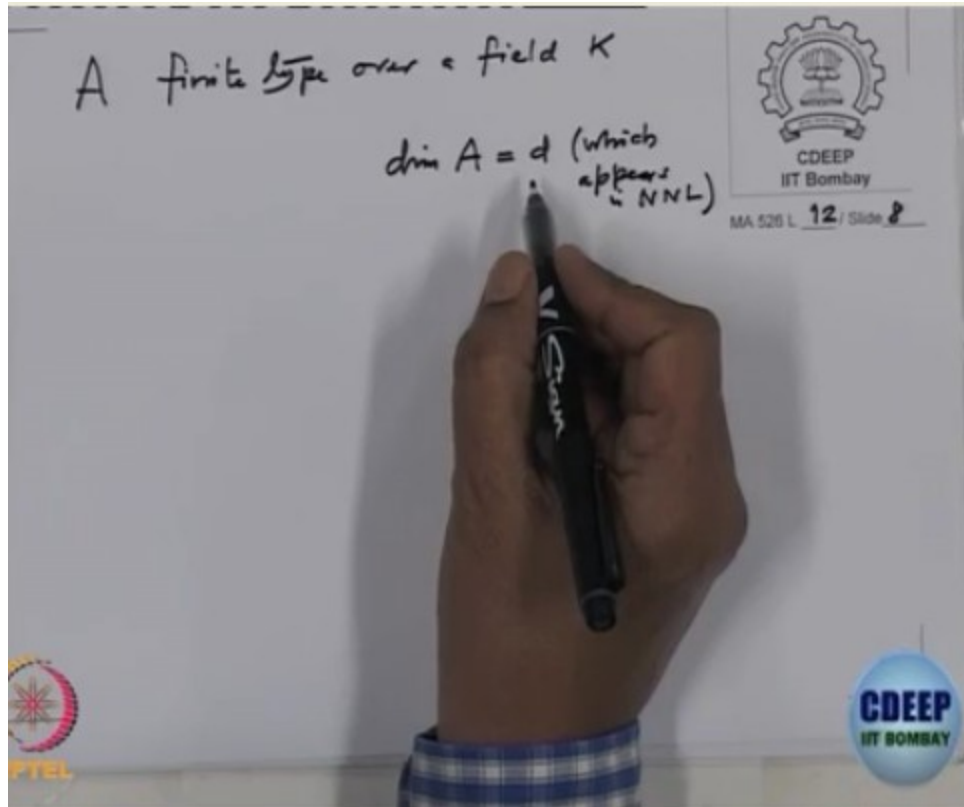 A finite type over a field K
dim A = d (which
appears
in NNL)
CDEEP
IIT Bombay
MA 526 L 12 / Slide 8
CDEEP
IIT BOMBAY
PTEL